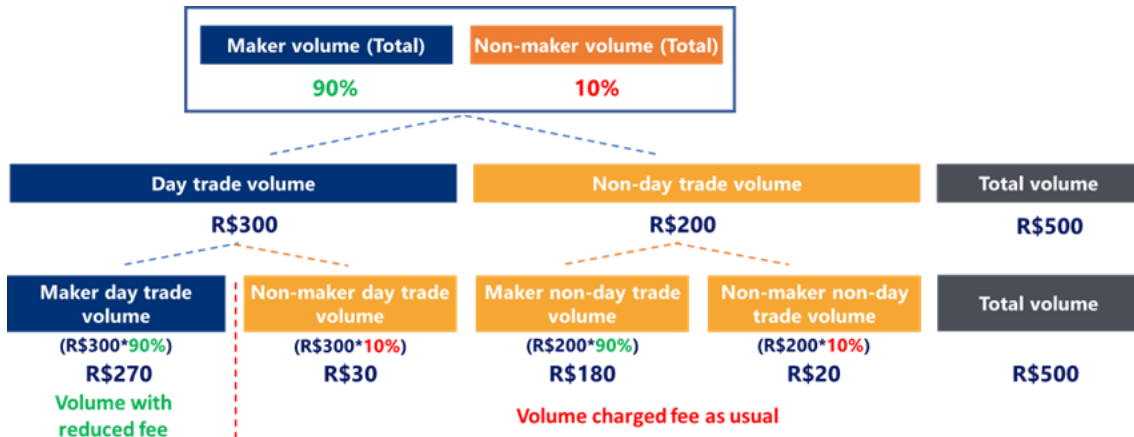 Maker volume (Total)
Non-maker volume (Total)
90%
10%
Day trade volume
Non-day trade volume
Total volume
R$300
R$200
R$500
Maker day trade
volume
Non-maker day trade
volume
Maker non-day trade
volume
Non-maker non-day
trade volume
Total volume
(R$300*90%)
(R$300*10%)
(R$200*90%)
(R$200*10%)
R$270
R$30
R$180
R$20
R$500
Volume with
reduced fee
Volume charged fee as usual